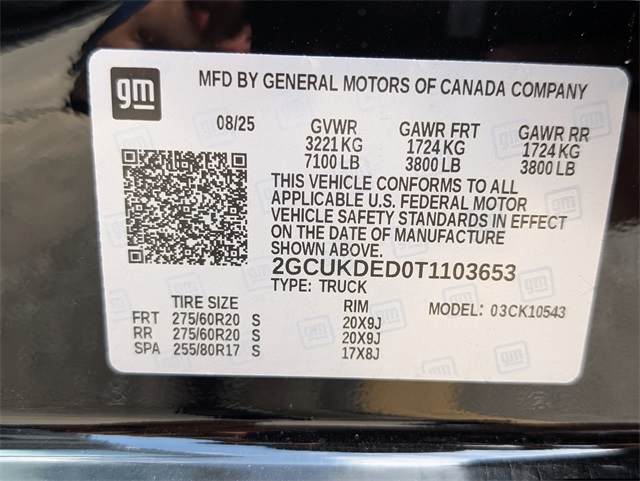 gm
MFD BY GENERAL MOTORS OF CANADA COMPANY
08/25 GVWR GAWR FRT GAWR RR
3221 KG 1724 KG 1724 KG
7100 LB 3800 LB 3800 LB
THIS VEHICLE CONFORMS TO ALL
APPLICABLE U.S. FEDERAL MOTOR
VEHICLE SAFETY STANDARDS IN EFFECT
ON THE DATE OF MANUFACTURE
SHOWN ABOVE.
2GCUKDED0T1103653
TYPE: TRUCK
TIRE SIZE RIM MODEL: 03CK10543
FRT 275/60R20 S 20X9J
RR 275/60R20 S 20X9J
SPA 255/80R17 S 17X8J